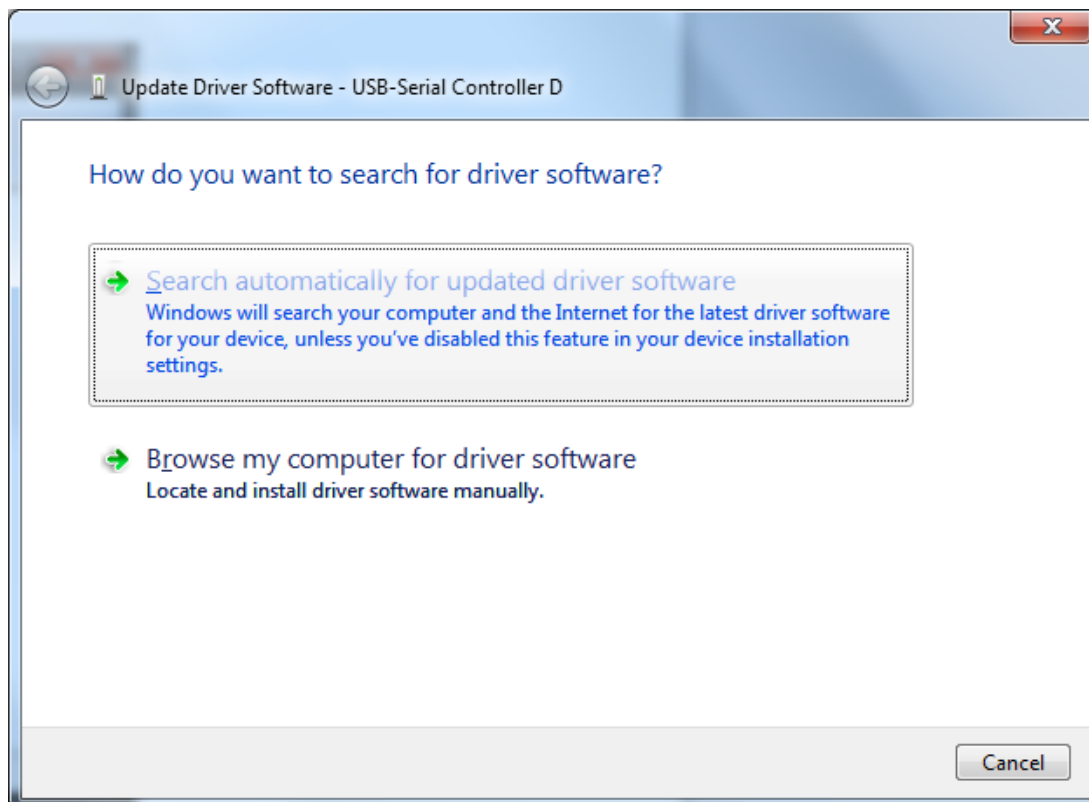 Update Driver Software - USB-Serial Controller D
How do you want to search for driver software?
Search automatically for updated driver software
Windows will search your computer and the Internet for the latest driver software
for your device, unless you've disabled this feature in your device installation
settings.
Browse my computer for driver software
Locate and install driver software manually.
Cancel